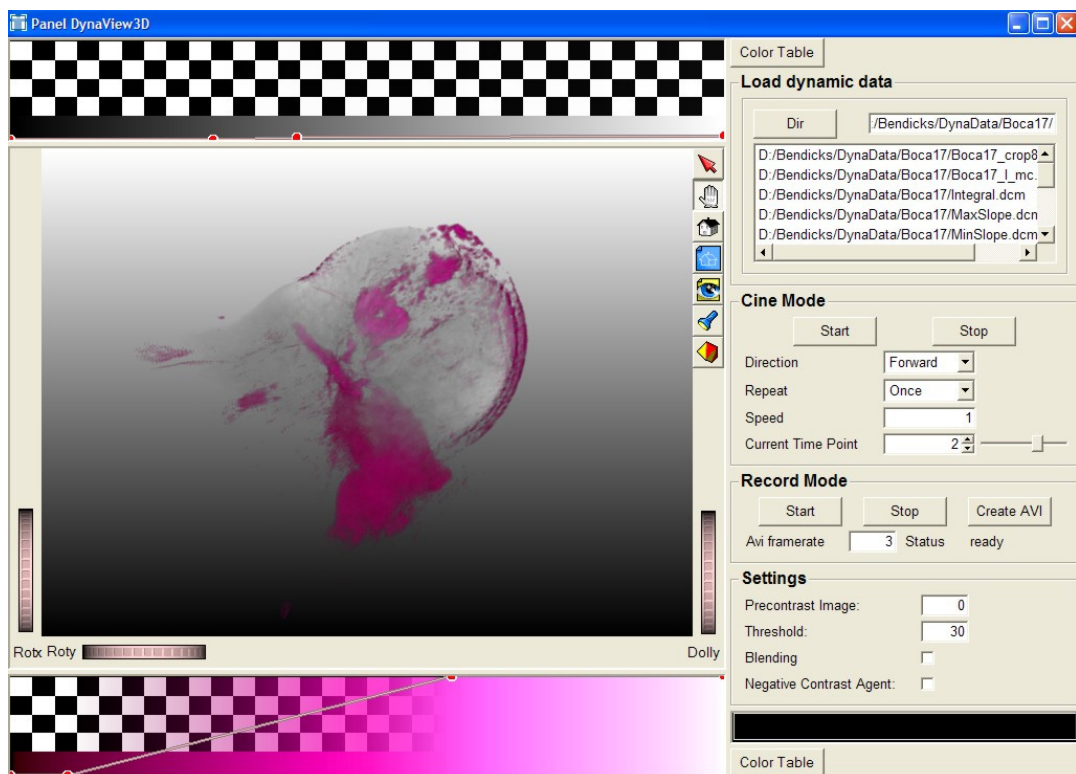 Panel DynaView3D
Color Table
Load dynamic data
Dir :/Bendicks/DynaData/Boca17/
D:/Bendicks/DynaData/Boca17/Boca17_crop8
D:/Bendicks/DynaData/Boca17/Boca17_l_mc.
D:/Bendicks/DynaData/Boca17/Integral.dcm
D:/Bendicks/DynaData/Boca17/MaxSlope.dcm
D:/Bendicks/DynaData/Boca17/MinSlope.dcm
Cine Mode
Start Stop
Direction Forward
Repeat Once
Speed 1
Current Time Point 2
Record Mode
Start Stop Create AVI
Avi framerate 3 Status ready
Settings
Precontrast Image: 0
Threshold: 30
Blending
Negative Contrast Agent:
Rotx Roty Dolly
Color Table